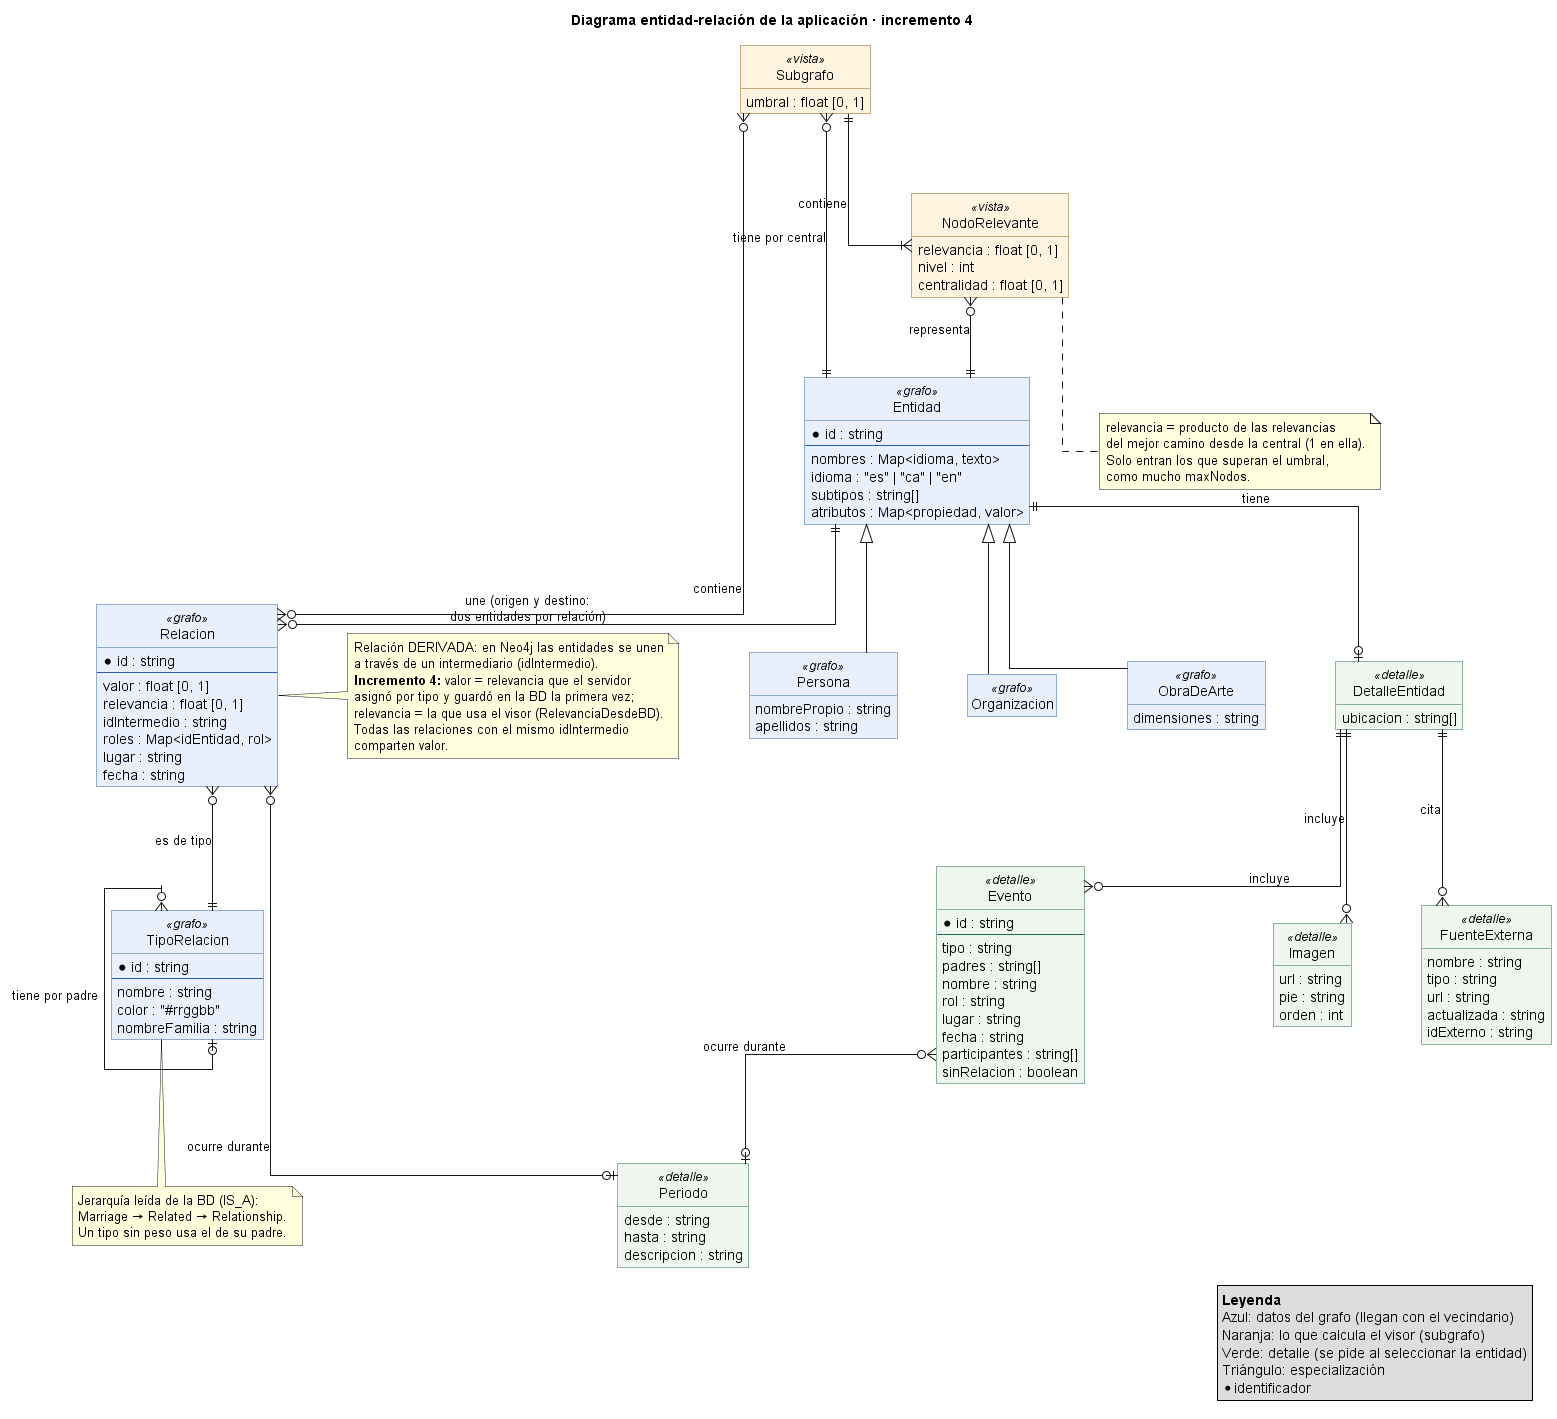 Diagrama entidad-relación de la aplicación · incremento 4
«vista»
Subgrafo
umbral : float [0, 1]
contiene
tiene por central
«vista»
NodoRelevante
relevancia : float [0, 1]
nivel : int
centralidad : float [0, 1]
representa
«grafo»
Entidad
● id : string
nombres : Map<idioma, texto>
idioma : "es" | "ca" | "en"
subtipos : string[]
atributos : Map<propiedad, valor>
relevancia = producto de las relevancias
del mejor camino desde la central (1 en ella).
Solo entran los que superan el umbral,
como mucho maxNodos.
tiene
contiene
une (origen y destino:
dos entidades por relación)
«grafo»
Relacion
● id : string
valor : float [0, 1]
relevancia : float [0, 1]
idIntermedio : string
roles : Map<idEntidad, rol>
lugar : string
fecha : string
Relación DERIVADA: en Neo4j las entidades se unen
a través de un intermediario (idIntermedio).
Incremento 4: valor = relevancia que el servidor
asignó por tipo y guardó en la BD la primera vez;
relevancia = la que usa el visor (RelevanciaDesdeBD).
Todas las relaciones con el mismo idIntermedio
comparten valor.
«grafo»
Persona
nombrePropio : string
apellidos : string
«grafo»
Organizacion
«grafo»
ObraDeArte
dimensiones : string
«detalle»
DetalleEntidad
ubicacion : string[]
es de tipo
incluye
cita
incluye
«detalle»
Evento
● id : string
tipo : string
padres : string[]
nombre : string
rol : string
lugar : string
fecha : string
participantes : string[]
sinRelacion : boolean
«detalle»
Imagen
url : string
pie : string
orden : int
«detalle»
FuenteExterna
nombre : string
tipo : string
url : string
actualizada : string
idExterno : string
«grafo»
TipoRelacion
● id : string
nombre : string
color : "#rrggbb"
nombreFamilia : string
tiene por padre
ocurre durante
ocurre durante
«detalle»
Periodo
desde : string
hasta : string
descripcion : string
Jerarquía leída de la BD (IS_A):
Marriage → Related → Relationship.
Un tipo sin peso usa el de su padre.
Leyenda
Azul: datos del grafo (llegan con el vecindario)
Naranja: lo que calcula el visor (subgrafo)
Verde: detalle (se pide al seleccionar la entidad)
Triángulo: especialización
● identificador